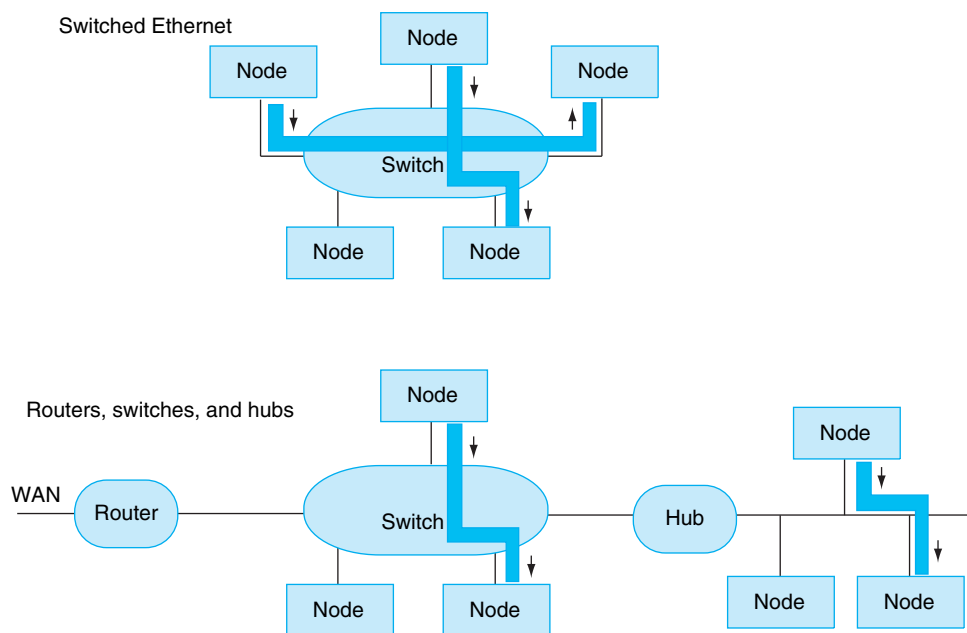 Switched Ethernet
Node
Node
Node
Switch
Node
Node
Routers, switches, and hubs
Node
Node
WAN
Router
Switch
Hub
Node
Node
Node
Node